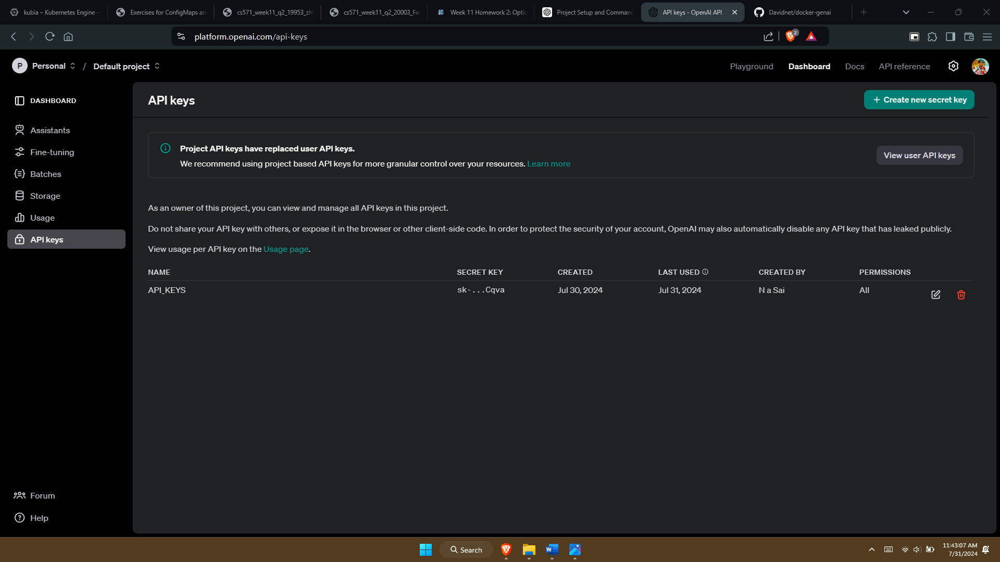 kubia – Kubernetes Engine –
Exercises for ConfigMaps an
cs571_week11_q2_19953_zhi
cs571_week11_q2_20003_Far
Week 11 Homework 2: Optio
Project Setup and Comman
API keys - OpenAI API
Davidnet/docker-genai
platform.openai.com/api-keys
2
P Personal / Default project
Playground Dashboard Docs API reference
DASHBOARD
Assistants
Fine-tuning
Batches
Storage
Usage
API keys
Forum
Help
API keys
+ Create new secret key
Project API keys have replaced user API keys.
We recommend using project based API keys for more granular control over your resources. Learn more
View user API keys
As an owner of this project, you can view and manage all API keys in this project.
Do not share your API key with others, or expose it in the browser or other client-side code. In order to protect the security of your account, OpenAI may also automatically disable any API key that has leaked publicly.
View usage per API key on the Usage page.
NAME SECRET KEY CREATED LAST USED CREATED BY PERMISSIONS
API_KEYS sk-...Cqva Jul 30, 2024 Jul 31, 2024 N a Sai All
Search
11:43:07 AM
7/31/2024